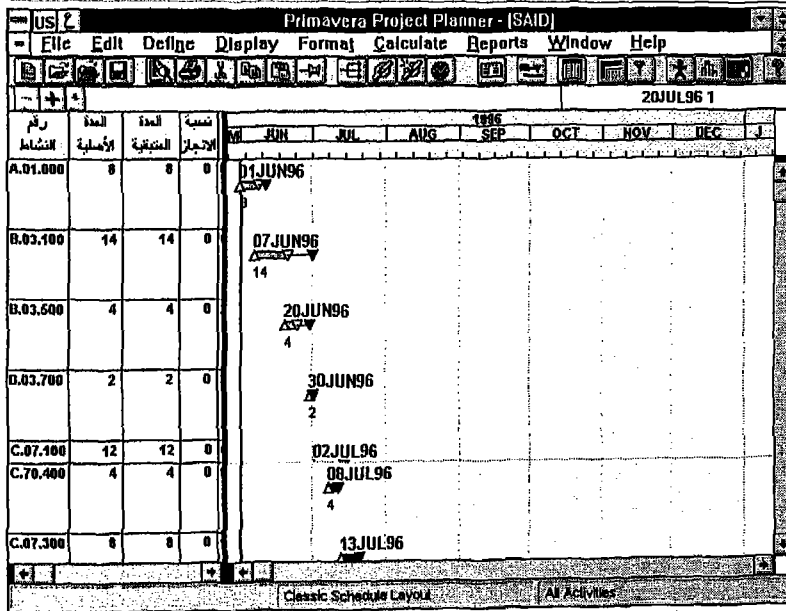 US
Primavera Project Planner - [SAID]
File Edit Define Display Format Calculate Reports Window Help
20JUL96 1
رقم النشاط
المدة الأصلية
المدة المتبقية
نسبة الانجاز
1996
M JUN JUL AUG SEP OCT NOV DEC J
A.01.000 8 8 0 01JUN96
8
B.03.100 14 14 0 07JUN96
14
B.03.500 4 4 0 20JUN96
4
D.03.700 2 2 0 30JUN96
2
C.07.100 12 12 0 02JUL96
C.70.400 4 4 0 08JUL96
4
C.07.300 8 8 0 13JUL96
Classic Schedule Layout All Activities